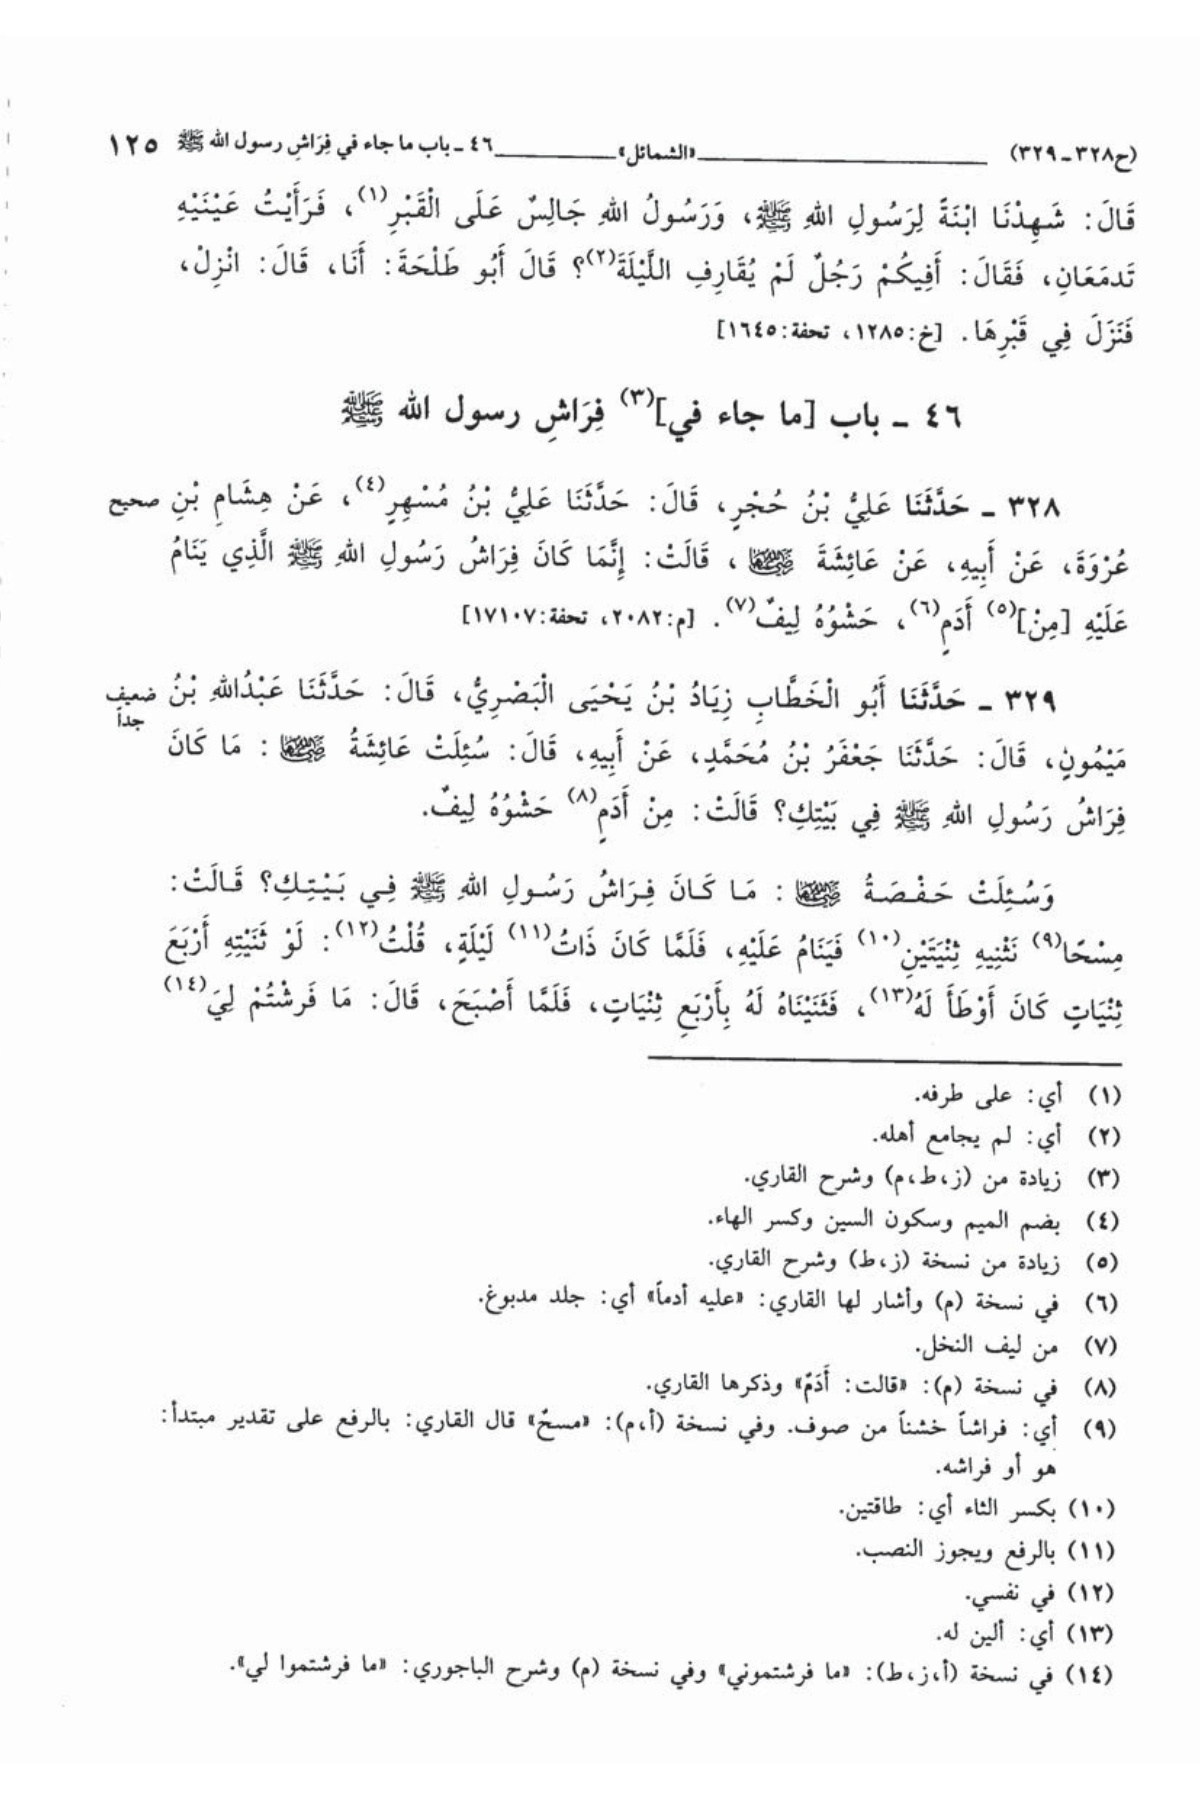 (ح٣٢٨-٣٢٩) «الشمائل» ٤٦ - باب ما جاء في فِرَاشِ رسول الله ﷺ ١٢٥
قَالَ: شَهِدْنَا ابْنَةً لِرَسُولِ اللهِ ﷺ، وَرَسُولُ اللهِ جَالِسٌ عَلَى الْقَبْرِ(١)، فَرَأَيْتُ عَيْنَيْهِ
تَدمَعَانِ، فَقَالَ: أَفِيكُمْ رَجُلٌ لَمْ يُقَارِفِ اللَّيْلَةَ(٢)؟ قَالَ أَبُو طَلْحَةَ: أَنَا، قَالَ: انْزِلْ،
فَنَزَلَ فِي قَبْرِهَا. [خ:١٢٨٥، تحفة:١٦٤٥]
٤٦ - باب [ما جاء في](٣) فِرَاشِ رسول الله ﷺ
٣٢٨ - حَدَّثَنَا عَلِيُّ بْنُ حُجْرٍ، قَالَ: حَدَّثَنَا عَلِيُّ بْنُ مُسْهِرٍ(٤)، عَنْ هِشَامِ بْنِ صحيح
عُرْوَةَ، عَنْ أَبِيهِ، عَنْ عَائِشَةَ رضي الله عنها، قَالَتْ: إِنَّمَا كَانَ فِرَاشُ رَسُولِ اللهِ ﷺ الَّذِي يَنَامُ
عَلَيْهِ [مِنْ](٥) أَدَمٍ(٦)، حَشْوُهُ لِيفٌ(٧). [م:٢٠٨٢، تحفة:١٧١٠٧]
٣٢٩ - حَدَّثَنَا أَبُو الْخَطَّابِ زِيَادُ بْنُ يَحْيَى الْبَصْرِيُّ، قَالَ: حَدَّثَنَا عَبْدُاللهِ بْنُ ضعيف
جداً
مَيْمُونٍ، قَالَ: حَدَّثَنَا جَعْفَرُ بْنُ مُحَمَّدٍ، عَنْ أَبِيهِ، قَالَ: سُئِلَتْ عَائِشَةُ رضي الله عنها: مَا كَانَ
فِرَاشُ رَسُولِ اللهِ ﷺ فِي بَيْتِكِ؟ قَالَتْ: مِنْ أَدَمٍ(٨) حَشْوُهُ لِيفٌ.
وَسُئِلَتْ حَفْصَةُ رضي الله عنها: مَا كَانَ فِرَاشُ رَسُولِ اللهِ ﷺ فِي بَيْتِكِ؟ قَالَتْ:
مِسْحًا(٩) نَثْنِيهِ ثِنْيَتَيْنِ(١٠) فَيَنَامُ عَلَيْهِ، فَلَمَّا كَانَ ذَاتُ(١١) لَيْلَةٍ، قُلْتُ(١٢): لَوْ ثَنَيْتِهِ أَرْبَعَ
ثِنْيَاتٍ كَانَ أَوْطَأَ لَهُ(١٣)، فَثَنَيْنَاهُ لَهُ بِأَرْبَعِ ثِنْيَاتٍ، فَلَمَّا أَصْبَحَ، قَالَ: مَا فَرشْتُمْ لِيَ(١٤)
(١) أي: على طرفه.
(٢) أي: لم يجامع أهله.
(٣) زيادة من (ز،ط،م) وشرح القاري.
(٤) بضم الميم وسكون السين وكسر الهاء.
(٥) زيادة من نسخة (ز،ط) وشرح القاري.
(٦) في نسخة (م) وأشار لها القاري: «عليه أدماً» أي: جلد مدبوغ.
(٧) من ليف النخل.
(٨) في نسخة (م): «قالت: أَدَمٌ» وذكرها القاري.
(٩) أي: فراشاً خشناً من صوف. وفي نسخة (أ،م): «مسحٌ» قال القاري: بالرفع على تقدير مبتدأ:
هو أو فراشه.
(١٠) بكسر الثاء أي: طاقتين.
(١١) بالرفع ويجوز النصب.
(١٢) في نفسي.
(١٣) أي: ألين له.
(١٤) في نسخة (أ،ز،ط): «ما فرشتموني» وفي نسخة (م) وشرح الباجوري: «ما فرشتموا لي».